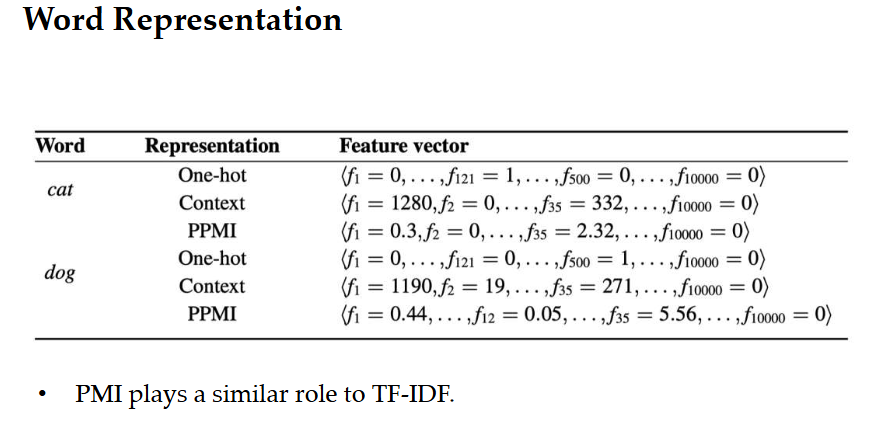 Word Representation
Word Representation Feature vector
cat
One-hot ⟨f₁ = 0, . . . ,f₁₂₁ = 1, . . . ,f₅₀₀ = 0, . . . ,f₁₀₀₀₀ = 0⟩
Context ⟨f₁ = 1280, f₂ = 0, . . . ,f₃₅ = 332, . . . ,f₁₀₀₀₀ = 0⟩
PPMI ⟨f₁ = 0.3, f₂ = 0, . . . ,f₃₅ = 2.32, . . . ,f₁₀₀₀₀ = 0⟩
dog
One-hot ⟨f₁ = 0, . . . ,f₁₂₁ = 0, . . . ,f₅₀₀ = 1, . . . ,f₁₀₀₀₀ = 0⟩
Context ⟨f₁ = 1190, f₂ = 19, . . . ,f₃₅ = 271, . . . ,f₁₀₀₀₀ = 0⟩
PPMI ⟨f₁ = 0.44, . . . ,f₁₂ = 0.05, . . . ,f₃₅ = 5.56, . . . ,f₁₀₀₀₀ = 0⟩
• PMI plays a similar role to TF-IDF.